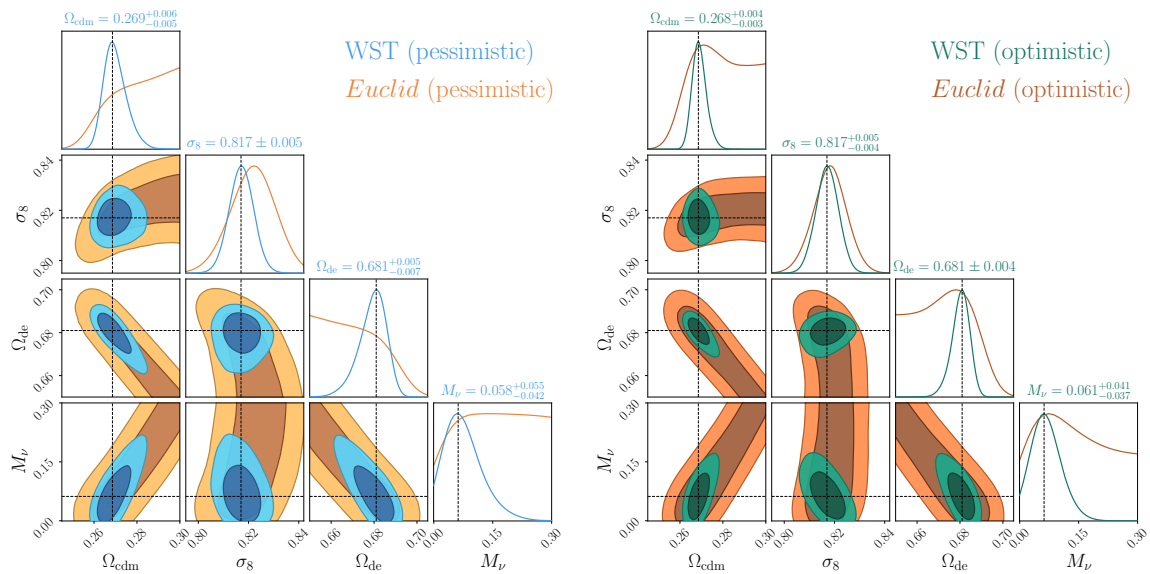 Ω_cdm = 0.269^{+0.006}_{-0.005}
WST (pessimistic)
Euclid (pessimistic)
σ_8 = 0.817 ± 0.005
0.84
0.82
0.80
σ_8
Ω_de = 0.681^{+0.005}_{-0.007}
0.70
0.68
0.66
Ω_de
M_ν = 0.058^{+0.055}_{-0.042}
0.30
0.15
0.00
M_ν
0.26 0.28 0.30 0.80 0.82 0.84 0.66 0.68 0.70 0.00 0.15 0.30
Ω_cdm σ_8 Ω_de M_ν
Ω_cdm = 0.268^{+0.004}_{-0.003}
WST (optimistic)
Euclid (optimistic)
σ_8 = 0.817^{+0.005}_{-0.004}
0.84
0.82
0.80
σ_8
Ω_de = 0.681 ± 0.004
0.70
0.68
0.66
Ω_de
M_ν = 0.061^{+0.041}_{-0.037}
0.30
0.15
0.00
M_ν
0.26 0.28 0.30 0.80 0.82 0.84 0.66 0.68 0.70 0.00 0.15 0.30
Ω_cdm σ_8 Ω_de M_ν